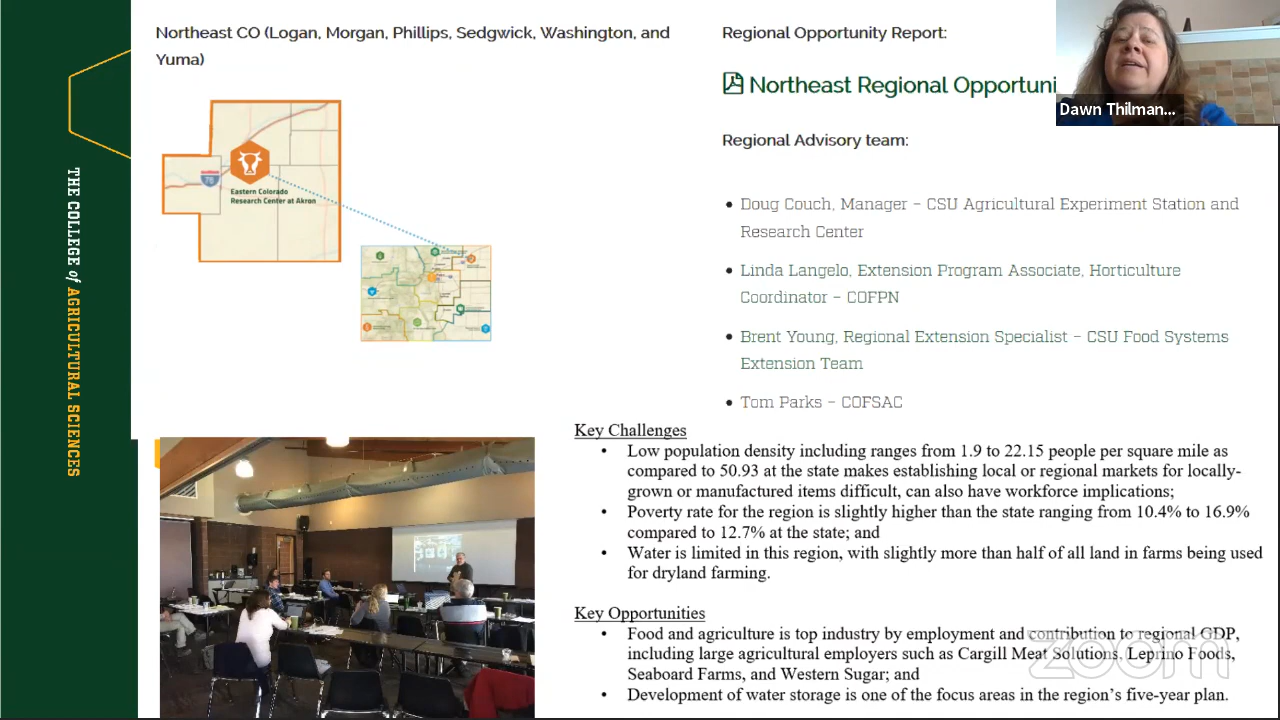 THE COLLEGE of AGRICULTURAL SCIENCES
Northeast CO (Logan, Morgan, Phillips, Sedgwick, Washington, and
Yuma)
76
Eastern Colorado
Research Center at Akron
Regional Opportunity Report:
Northeast Regional Opportuni
Dawn Thilman...
Regional Advisory team:
• Doug Couch, Manager – CSU Agricultural Experiment Station and
Research Center
• Linda Langelo, Extension Program Associate, Horticulture
Coordinator – COFPN
• Brent Young, Regional Extension Specialist – CSU Food Systems
Extension Team
• Tom Parks – COFSAC
Key Challenges
• Low population density including ranges from 1.9 to 22.15 people per square mile as
compared to 50.93 at the state makes establishing local or regional markets for locally-
grown or manufactured items difficult, can also have workforce implications;
• Poverty rate for the region is slightly higher than the state ranging from 10.4% to 16.9%
compared to 12.7% at the state; and
• Water is limited in this region, with slightly more than half of all land in farms being used
for dryland farming.
Key Opportunities
• Food and agriculture is top industry by employment and contribution to regional GDP,
including large agricultural employers such as Cargill Meat Solutions, Leprino Foods,
Seaboard Farms, and Western Sugar; and
• Development of water storage is one of the focus areas in the region's five-year plan.
zoom